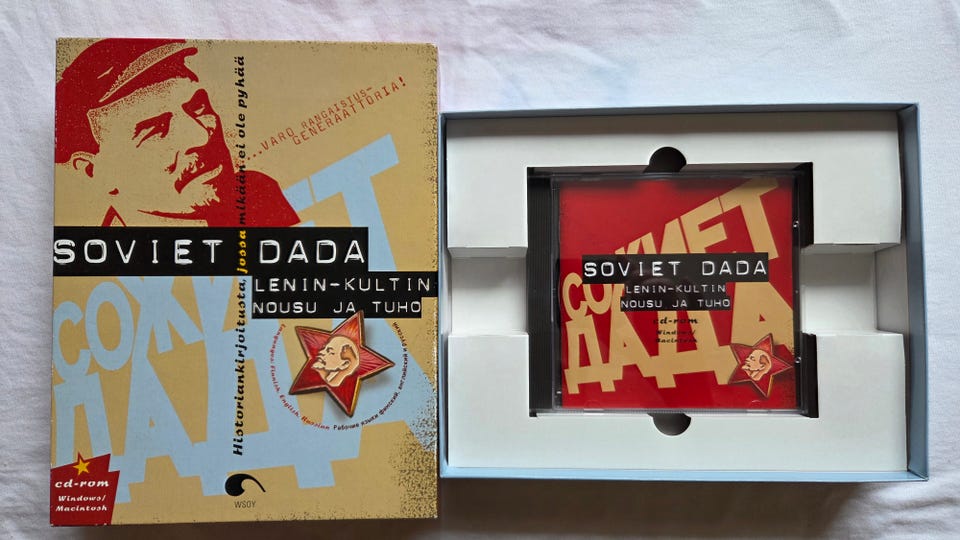 Historiankirjoitusta, jossa mikään ei ole pyhää
...VARO RANGAISTUS-
GENERAATTORIA!
SOVIET DADA
LENIN-KULTIN
NOUSU JA TUHO
СОЖИЕТ
ДАДА
Languages: Finnish, English, Russian Рабочие языки финский, английский и русский
cd-rom
Windows/
Macintosh
WSOY
СОЖИЕТ
ДАДА
SOVIET DADA
LENIN-KULTIN
NOUSU JA TUHO
cd-rom
Windows/
Macintosh